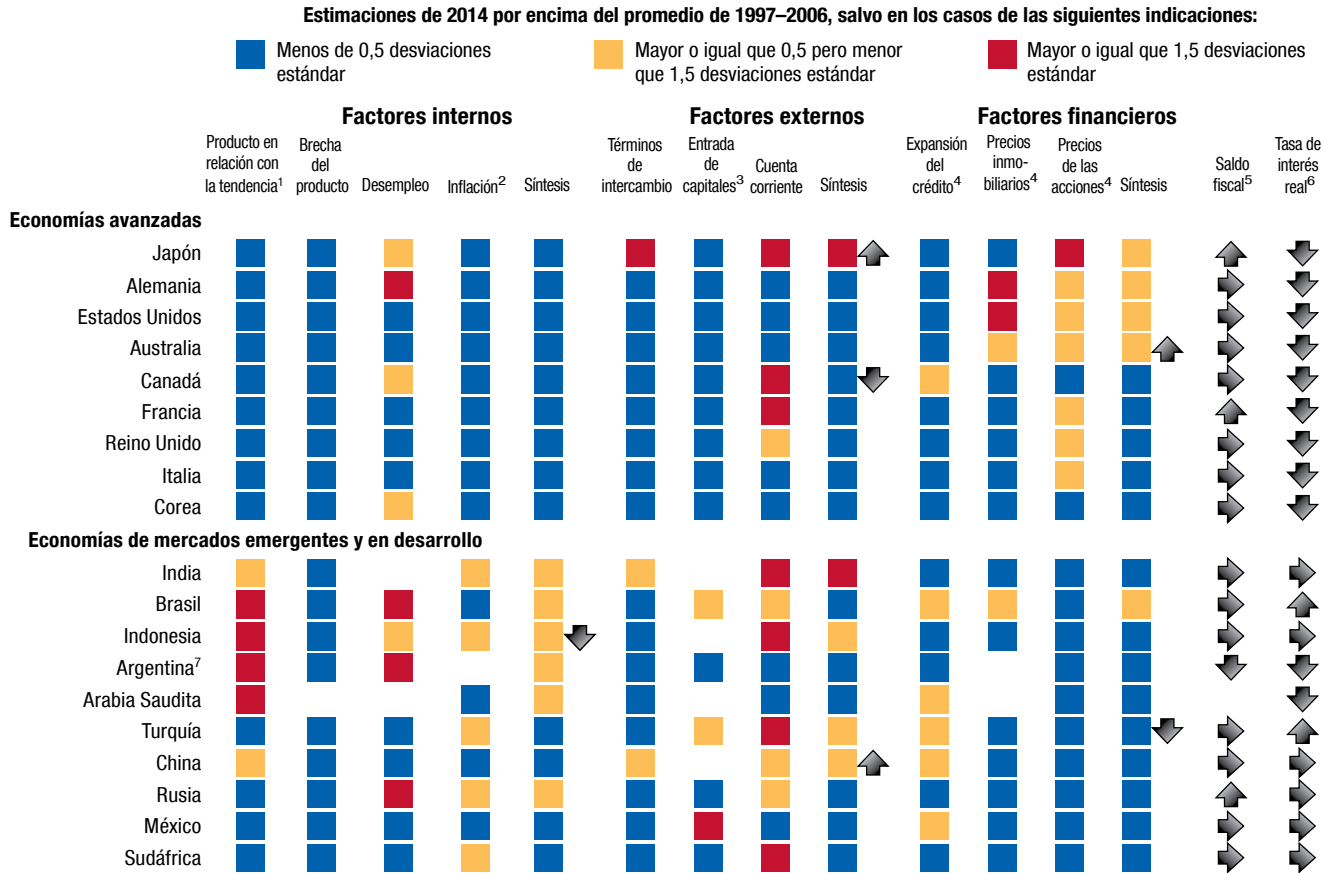 Estimaciones de 2014 por encima del promedio de 1997–2006, salvo en los casos de las siguientes indicaciones:
Menos de 0,5 desviaciones
estándar
Mayor o igual que 0,5 pero menor
que 1,5 desviaciones estándar
Mayor o igual que 1,5 desviaciones
estándar
Factores internos
Factores externos
Factores financieros
Producto en
relación con
la tendencia1
Brecha
del
producto
Desempleo
Inflación2
Síntesis
Términos
de
intercambio
Entrada
de
capitales3
Cuenta
corriente
Síntesis
Expansión
del
crédito4
Precios
inmo-
biliarios4
Precios
de las
acciones4
Síntesis
Saldo
fiscal5
Tasa de
interés
real6
Economías avanzadas
Japón
Alemania
Estados Unidos
Australia
Canadá
Francia
Reino Unido
Italia
Corea
Economías de mercados emergentes y en desarrollo
India
Brasil
Indonesia
Argentina7
Arabia Saudita
Turquía
China
Rusia
México
Sudáfrica